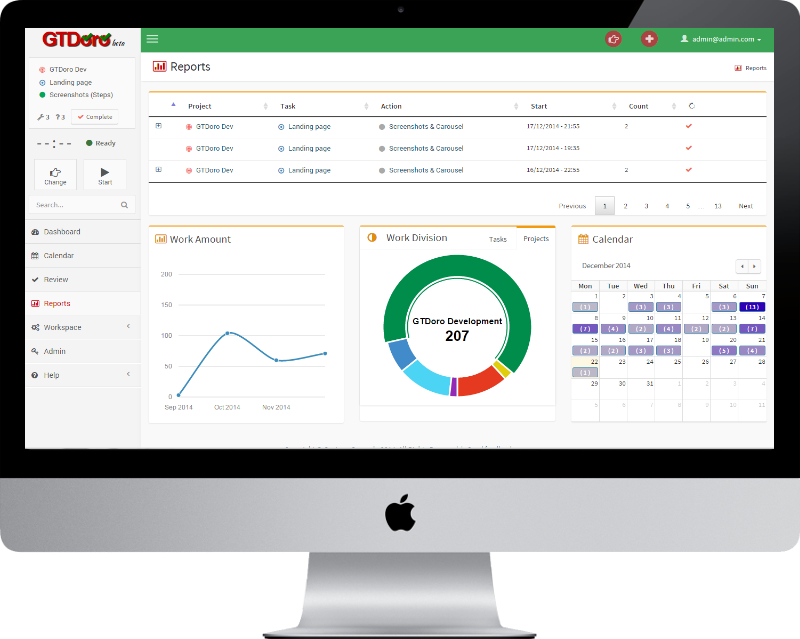 GTDoro beta
admin@admin.com
GTDoro Dev
Landing page
Screenshots (Steps)
3 ? 3 Complete
--:-- Ready
Change Start
Search...
Dashboard
Calendar
Review
Reports
Workspace
Admin
Help
Reports
Reports
Project Task Action Start Count
GTDoro Dev Landing page Screenshots & Carousel 17/12/2014 - 21:55 2
GTDoro Dev Landing page Screenshots & Carousel 17/12/2014 - 19:35
GTDoro Dev Landing page Screenshots & Carousel 16/12/2014 - 22:55 2
Previous 1 2 3 4 5 ... 13 Next
Work Amount
200
150
100
50
0
Sep 2014 Oct 2014 Nov 2014
Work Division Tasks Projects
GTDoro Development
207
Calendar
December 2014
Mon Tue Wed Thu Fri Sat Sun
1 2 3 4 5 6 7
(1) (3) (3) (3) (13)
8 9 10 11 12 13 14
(7) (4) (2) (4) (2) (2) (7)
15 16 17 18 19 20 21
(2) (2) (3) (3) (5) (4)
22 23 24 25 26 27 28
(1)
29 30 31 1 2 3 4
5 6 7 8 9 10 11